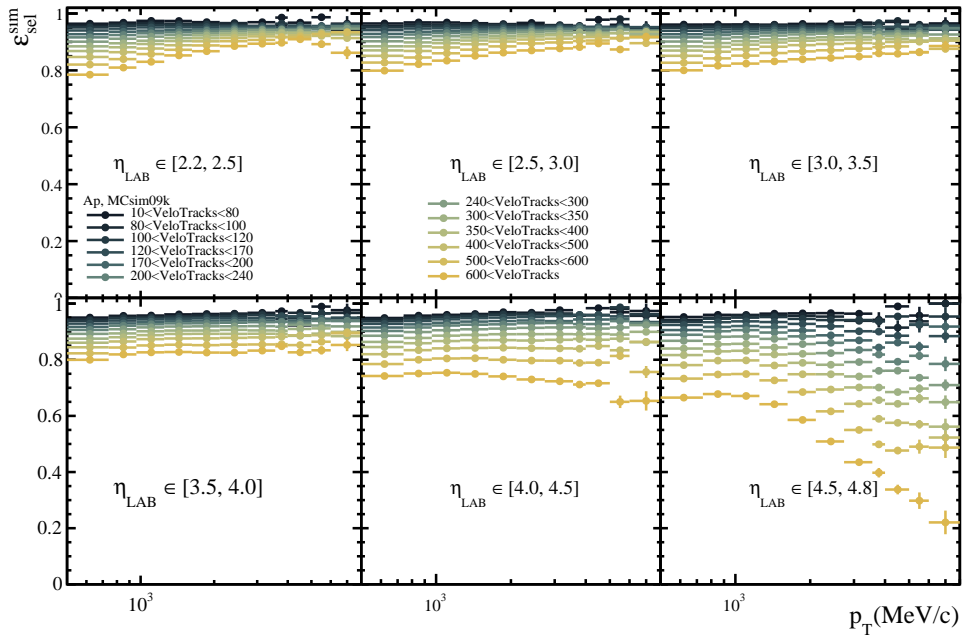 ε_sel^sim
1
0.8
0.6
0.4
0.2
0
η_LAB ∈ [2.2, 2.5]
η_LAB ∈ [2.5, 3.0]
η_LAB ∈ [3.0, 3.5]
Ap, MCsim09k
10<VeloTracks<80
80<VeloTracks<100
100<VeloTracks<120
120<VeloTracks<170
170<VeloTracks<200
200<VeloTracks<240
240<VeloTracks<300
300<VeloTracks<350
350<VeloTracks<400
400<VeloTracks<500
500<VeloTracks<600
600<VeloTracks
1
0.8
0.6
0.4
0.2
0
η_LAB ∈ [3.5, 4.0]
η_LAB ∈ [4.0, 4.5]
η_LAB ∈ [4.5, 4.8]
10^3
10^3
10^3
p_T(MeV/c)